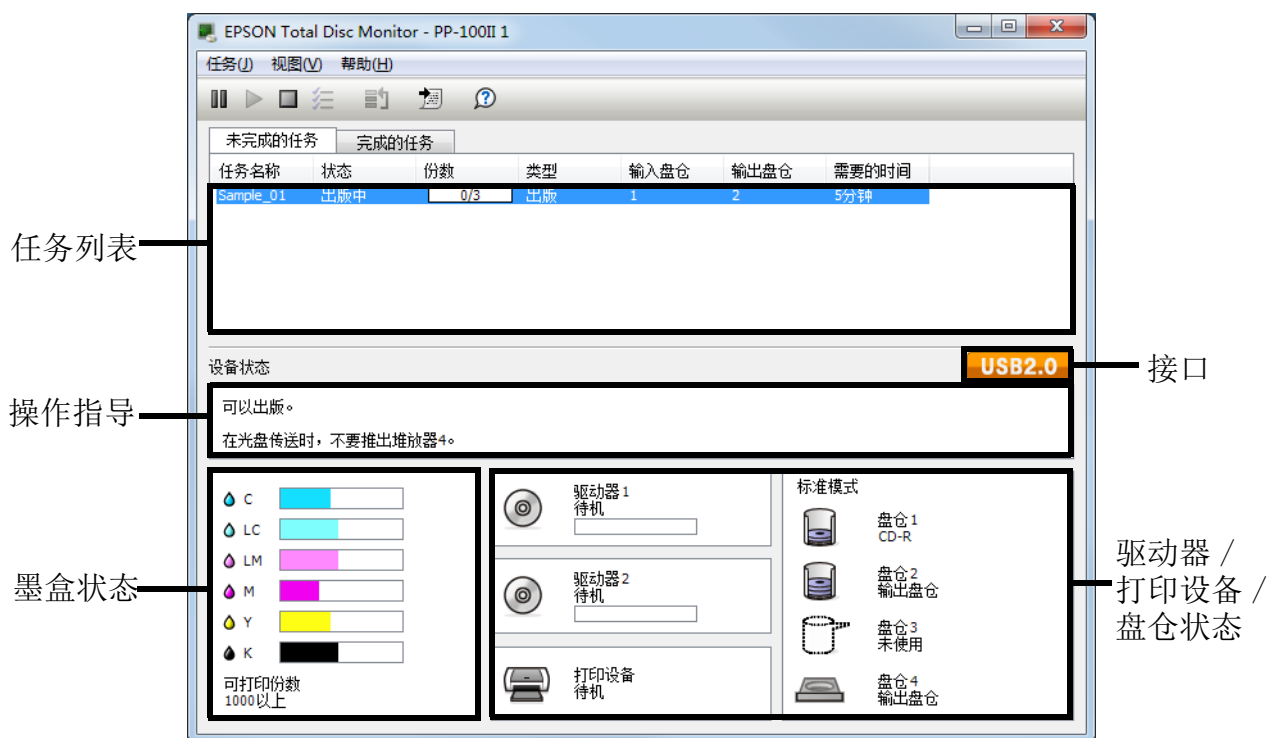 EPSON Total Disc Monitor - PP-100II 1
任务(J) 视图(V) 帮助(H)
未完成的任务 完成的任务
任务名称 状态 份数 类型 输入盘仓 输出盘仓 需要的时间
Sample_01 出版中 0/3 出版 1 2 5分钟
任务列表
设备状态 USB2.0
接口
可以出版。
操作指导
在光盘传送时，不要推出堆放器4。
C
LC
LM
M
Y
K
可打印份数
1000以上
墨盒状态
驱动器1
待机
驱动器2
待机
打印设备
待机
标准模式
盘仓1
CD-R
盘仓2
输出盘仓
盘仓3
未使用
盘仓4
输出盘仓
驱动器 /
打印设备 /
盘仓状态